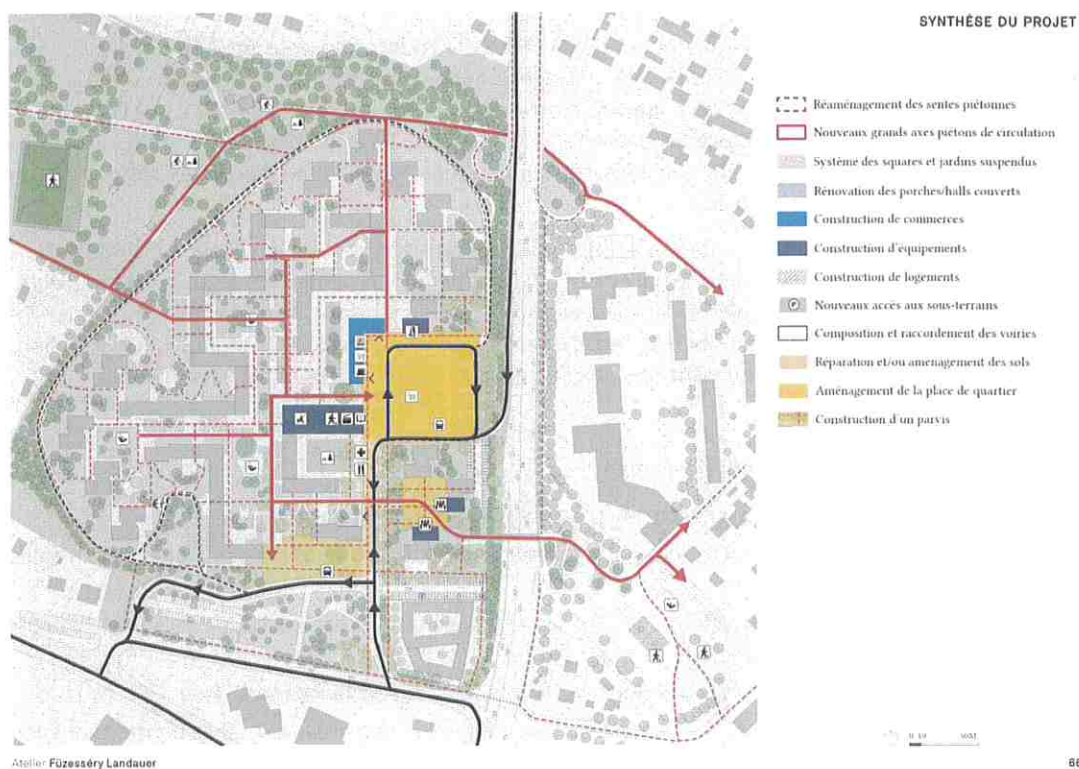 SYNTHÈSE DU PROJET
Réaménagement des sentes piétonnes
Nouveaux grands axes piétons de circulation
Système des squares et jardins suspendus
Rénovation des porches/halls couverts
Construction de commerces
Construction d'équipements
Construction de logements
P
Nouveaux accès aux sous-terrains
Composition et raccordement des voiries
Réparation et/ou aménagement des sols
Aménagement de la place de quartier
Construction d'un parvis
Atelier Füzesséry Landauer
66